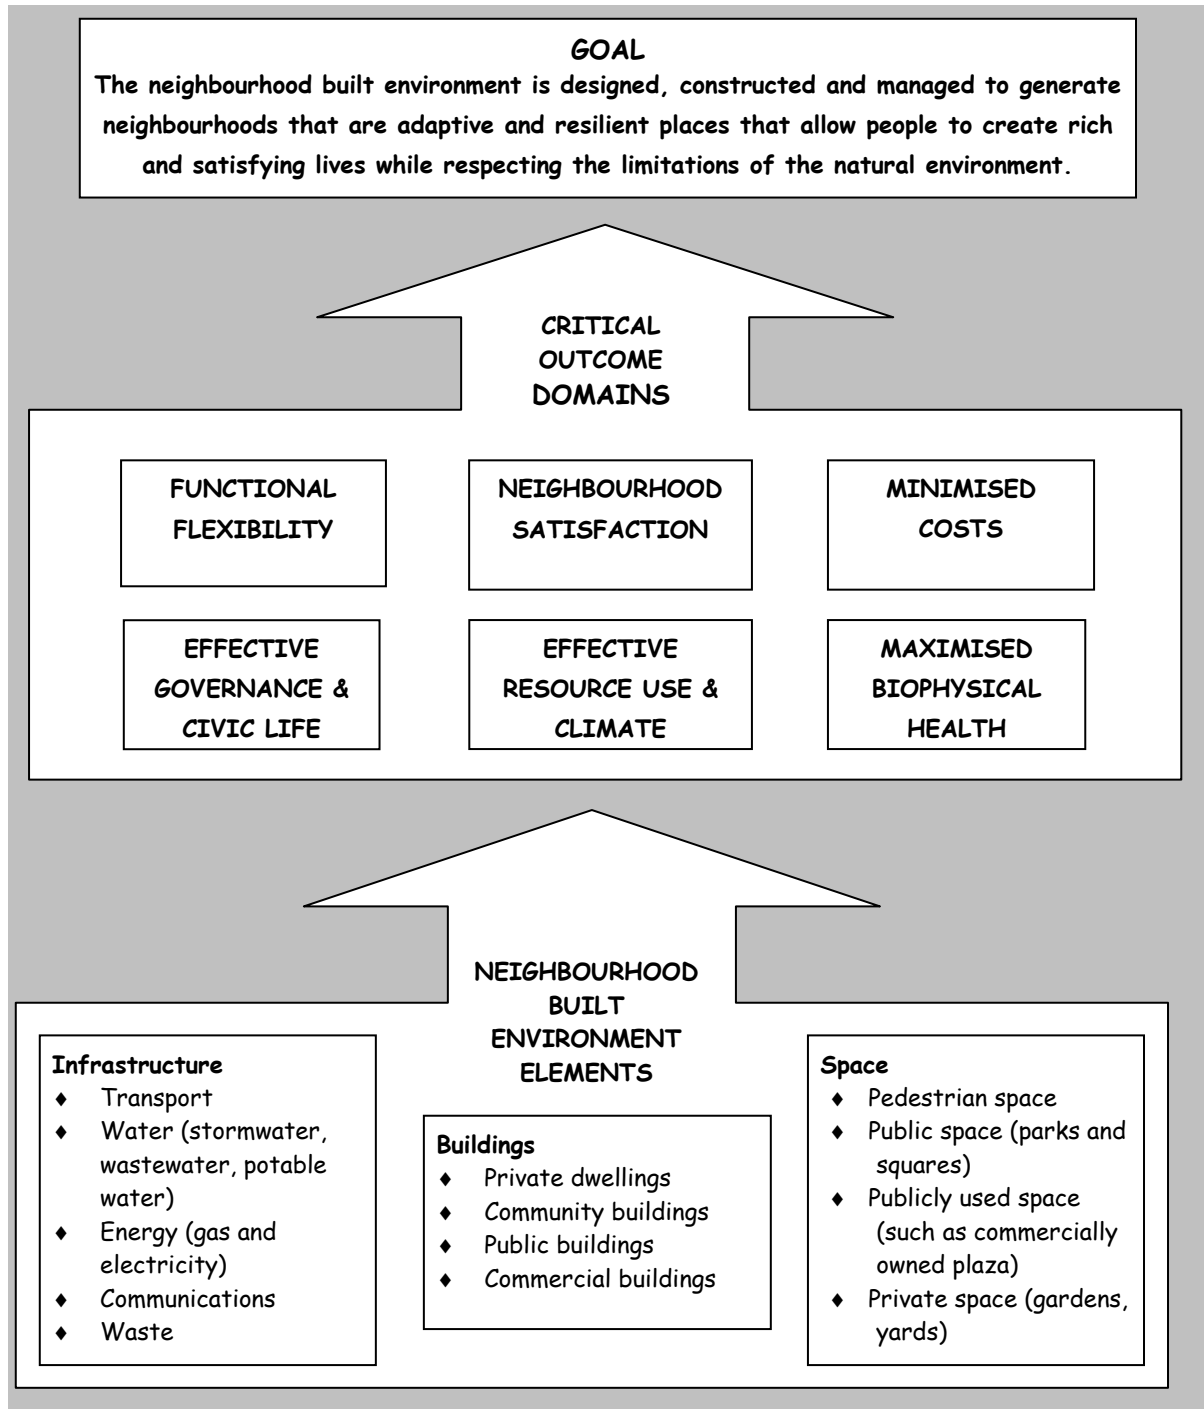 GOAL
The neighbourhood built environment is designed, constructed and managed to generate
neighbourhoods that are adaptive and resilient places that allow people to create rich
and satisfying lives while respecting the limitations of the natural environment.
CRITICAL
OUTCOME
DOMAINS
FUNCTIONAL
FLEXIBILITY
NEIGHBOURHOOD
SATISFACTION
MINIMISED
COSTS
EFFECTIVE
GOVERNANCE &
CIVIC LIFE
EFFECTIVE
RESOURCE USE &
CLIMATE
MAXIMISED
BIOPHYSICAL
HEALTH
NEIGHBOURHOOD
BUILT
ENVIRONMENT
ELEMENTS
Infrastructure
♦ Transport
♦ Water (stormwater,
wastewater, potable
water)
♦ Energy (gas and
electricity)
♦ Communications
♦ Waste
Buildings
♦ Private dwellings
♦ Community buildings
♦ Public buildings
♦ Commercial buildings
Space
♦ Pedestrian space
♦ Public space (parks and
squares)
♦ Publicly used space
(such as commercially
owned plaza)
♦ Private space (gardens,
yards)